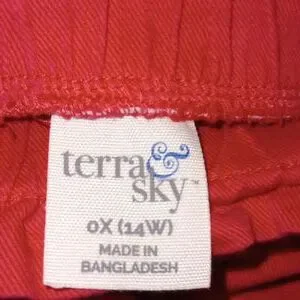 terra &
sky™
0X (14W)
MADE IN
BANGLADESH